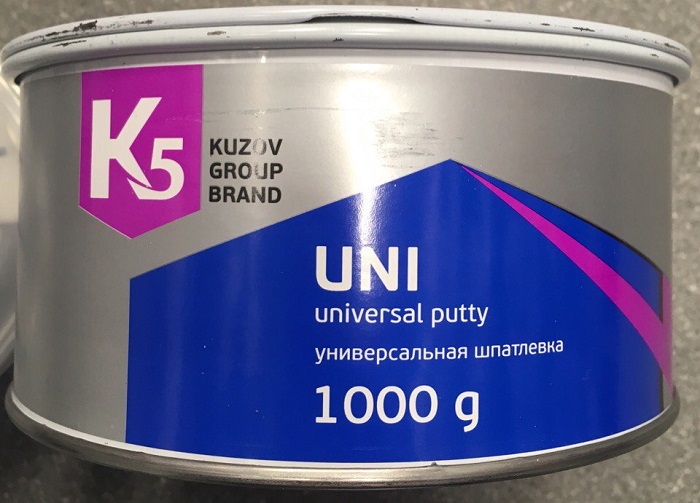 K5
KUZOV
GROUP
BRAND
UNI
universal putty
универсальная шпатлевка
1000 g